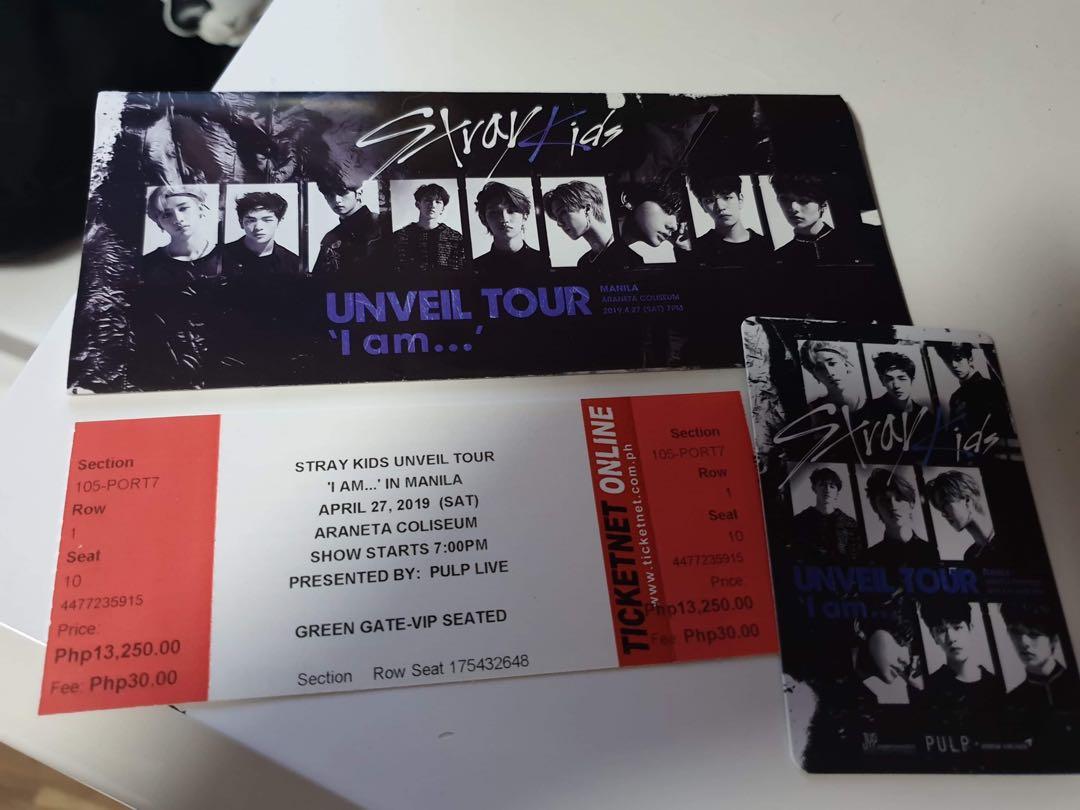 Stray Kids
UNVEIL TOUR
'I am...'
MANILA
ARANETA COLISEUM
2019.4.27 (SAT) 7PM
Section
105-PORT7
Row
1
Seat
10
4477235915
Price:
Php13,250.00
Fee: Php30.00
STRAY KIDS UNVEIL TOUR
'I AM...' IN MANILA
APRIL 27, 2019 (SAT)
ARANETA COLISEUM
SHOW STARTS 7:00PM
PRESENTED BY: PULP LIVE
GREEN GATE-VIP SEATED
Section Row Seat 175432648
TICKETNET ONLINE
www.ticketnet.com.ph
Section
105-PORT7
Row
1
Seat
10
4477235915
Price:
Php13,250.00
Fee: Php30.00
Stray Kids
UNVEIL TOUR
'I am...
MANILA
JYP
PULP